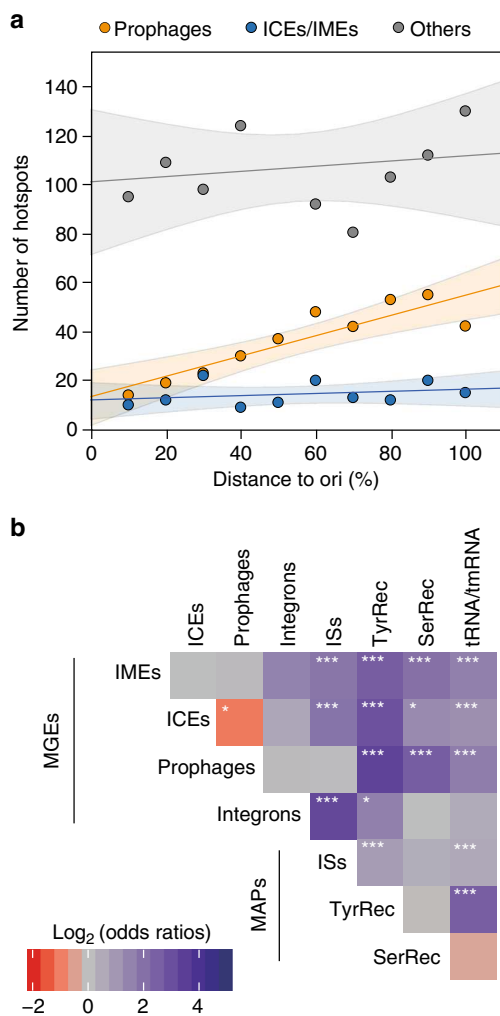 a
Prophages ICEs/IMEs Others
Number of hotspots
140
120
100
80
60
40
20
0
0 20 40 60 80 100
Distance to ori (%)
b
ICEs Prophages Integrons ISs TyrRec SerRec tRNA/tmRNA
MGEs
IMEs *** *** *** ***
ICEs * *** *** * ***
Prophages *** *** ***
Integrons *** *
MAPs
ISs *** ***
TyrRec ***
SerRec
Log2 (odds ratios)
−2 0 2 4